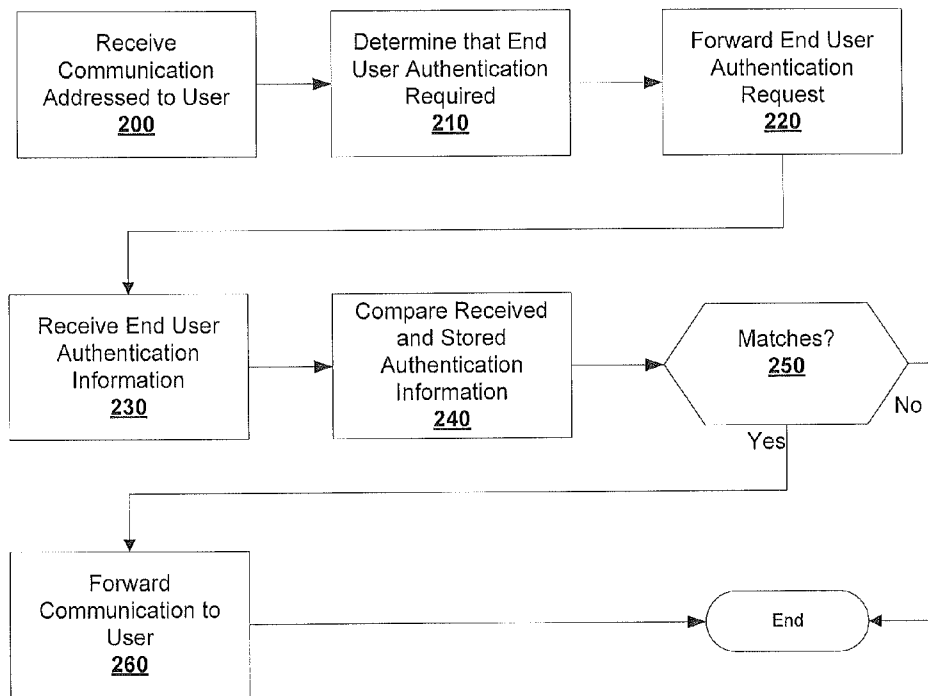 Receive
Communication
Addressed to User
200
Determine that End
User Authentication
Required
210
Forward End User
Authentication
Request
220
Receive End User
Authentication
Information
230
Compare Received
and Stored
Authentication
Information
240
Matches?
250
No
Yes
Forward
Communication to
User
260
End